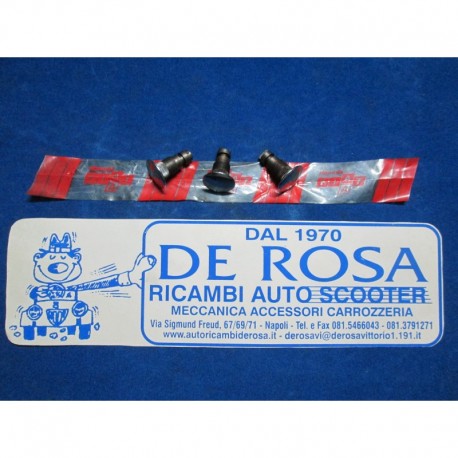 DAL 1970
DE ROSA
RICAMBI AUTO SCOOTER
MECCANICA ACCESSORI CARROZZERIA
Via Sigmund Freud, 67/69/71 - Napoli - Tel. e Fax 081.5466043 - 081.3791271
www.autoricambiderosa.it - derosavi@derosavittorio1.191.it